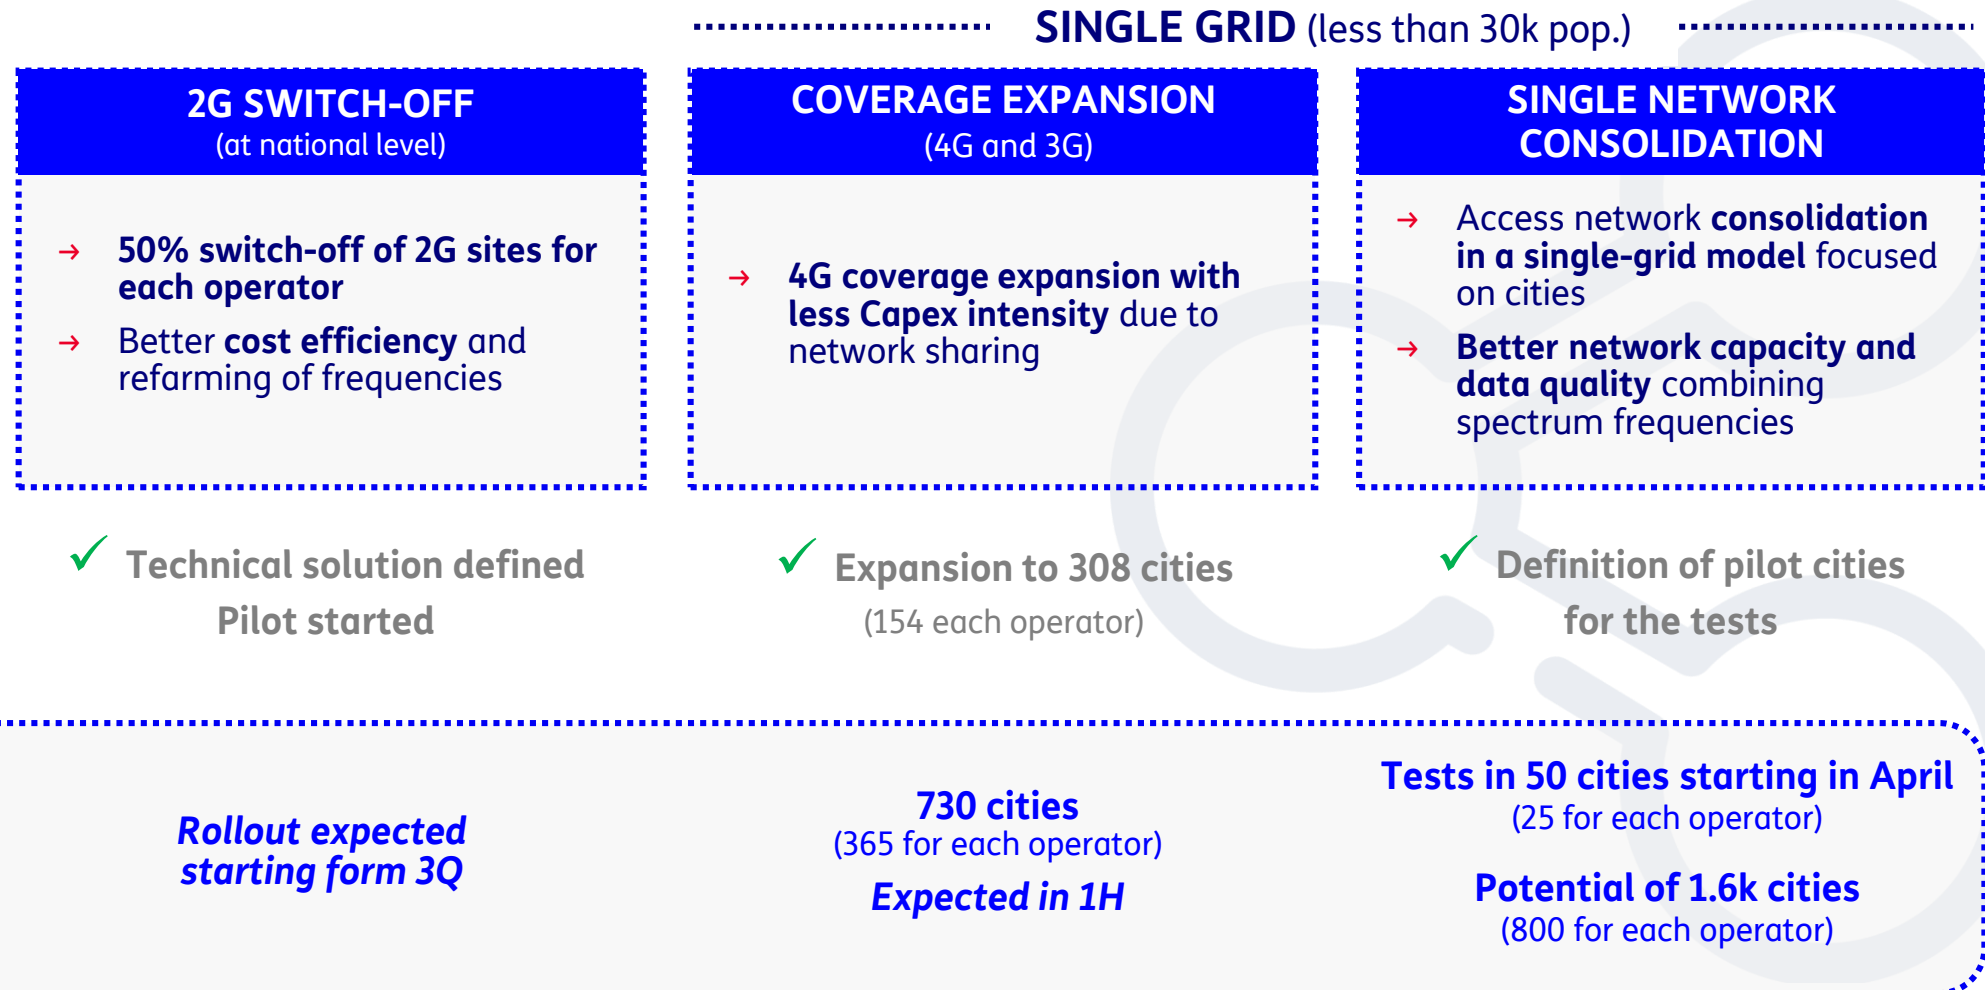 SINGLE GRID (less than 30k pop.)
2G SWITCH-OFF
(at national level)
→ 50% switch-off of 2G sites for
each operator
→ Better cost efficiency and
refarming of frequencies
✓ Technical solution defined
Pilot started
Rollout expected
starting form 3Q
COVERAGE EXPANSION
(4G and 3G)
→ 4G coverage expansion with
less Capex intensity due to
network sharing
✓ Expansion to 308 cities
(154 each operator)
730 cities
(365 for each operator)
Expected in 1H
SINGLE NETWORK
CONSOLIDATION
→ Access network consolidation
in a single-grid model focused
on cities
→ Better network capacity and
data quality combining
spectrum frequencies
✓ Definition of pilot cities
for the tests
Tests in 50 cities starting in April
(25 for each operator)
Potential of 1.6k cities
(800 for each operator)